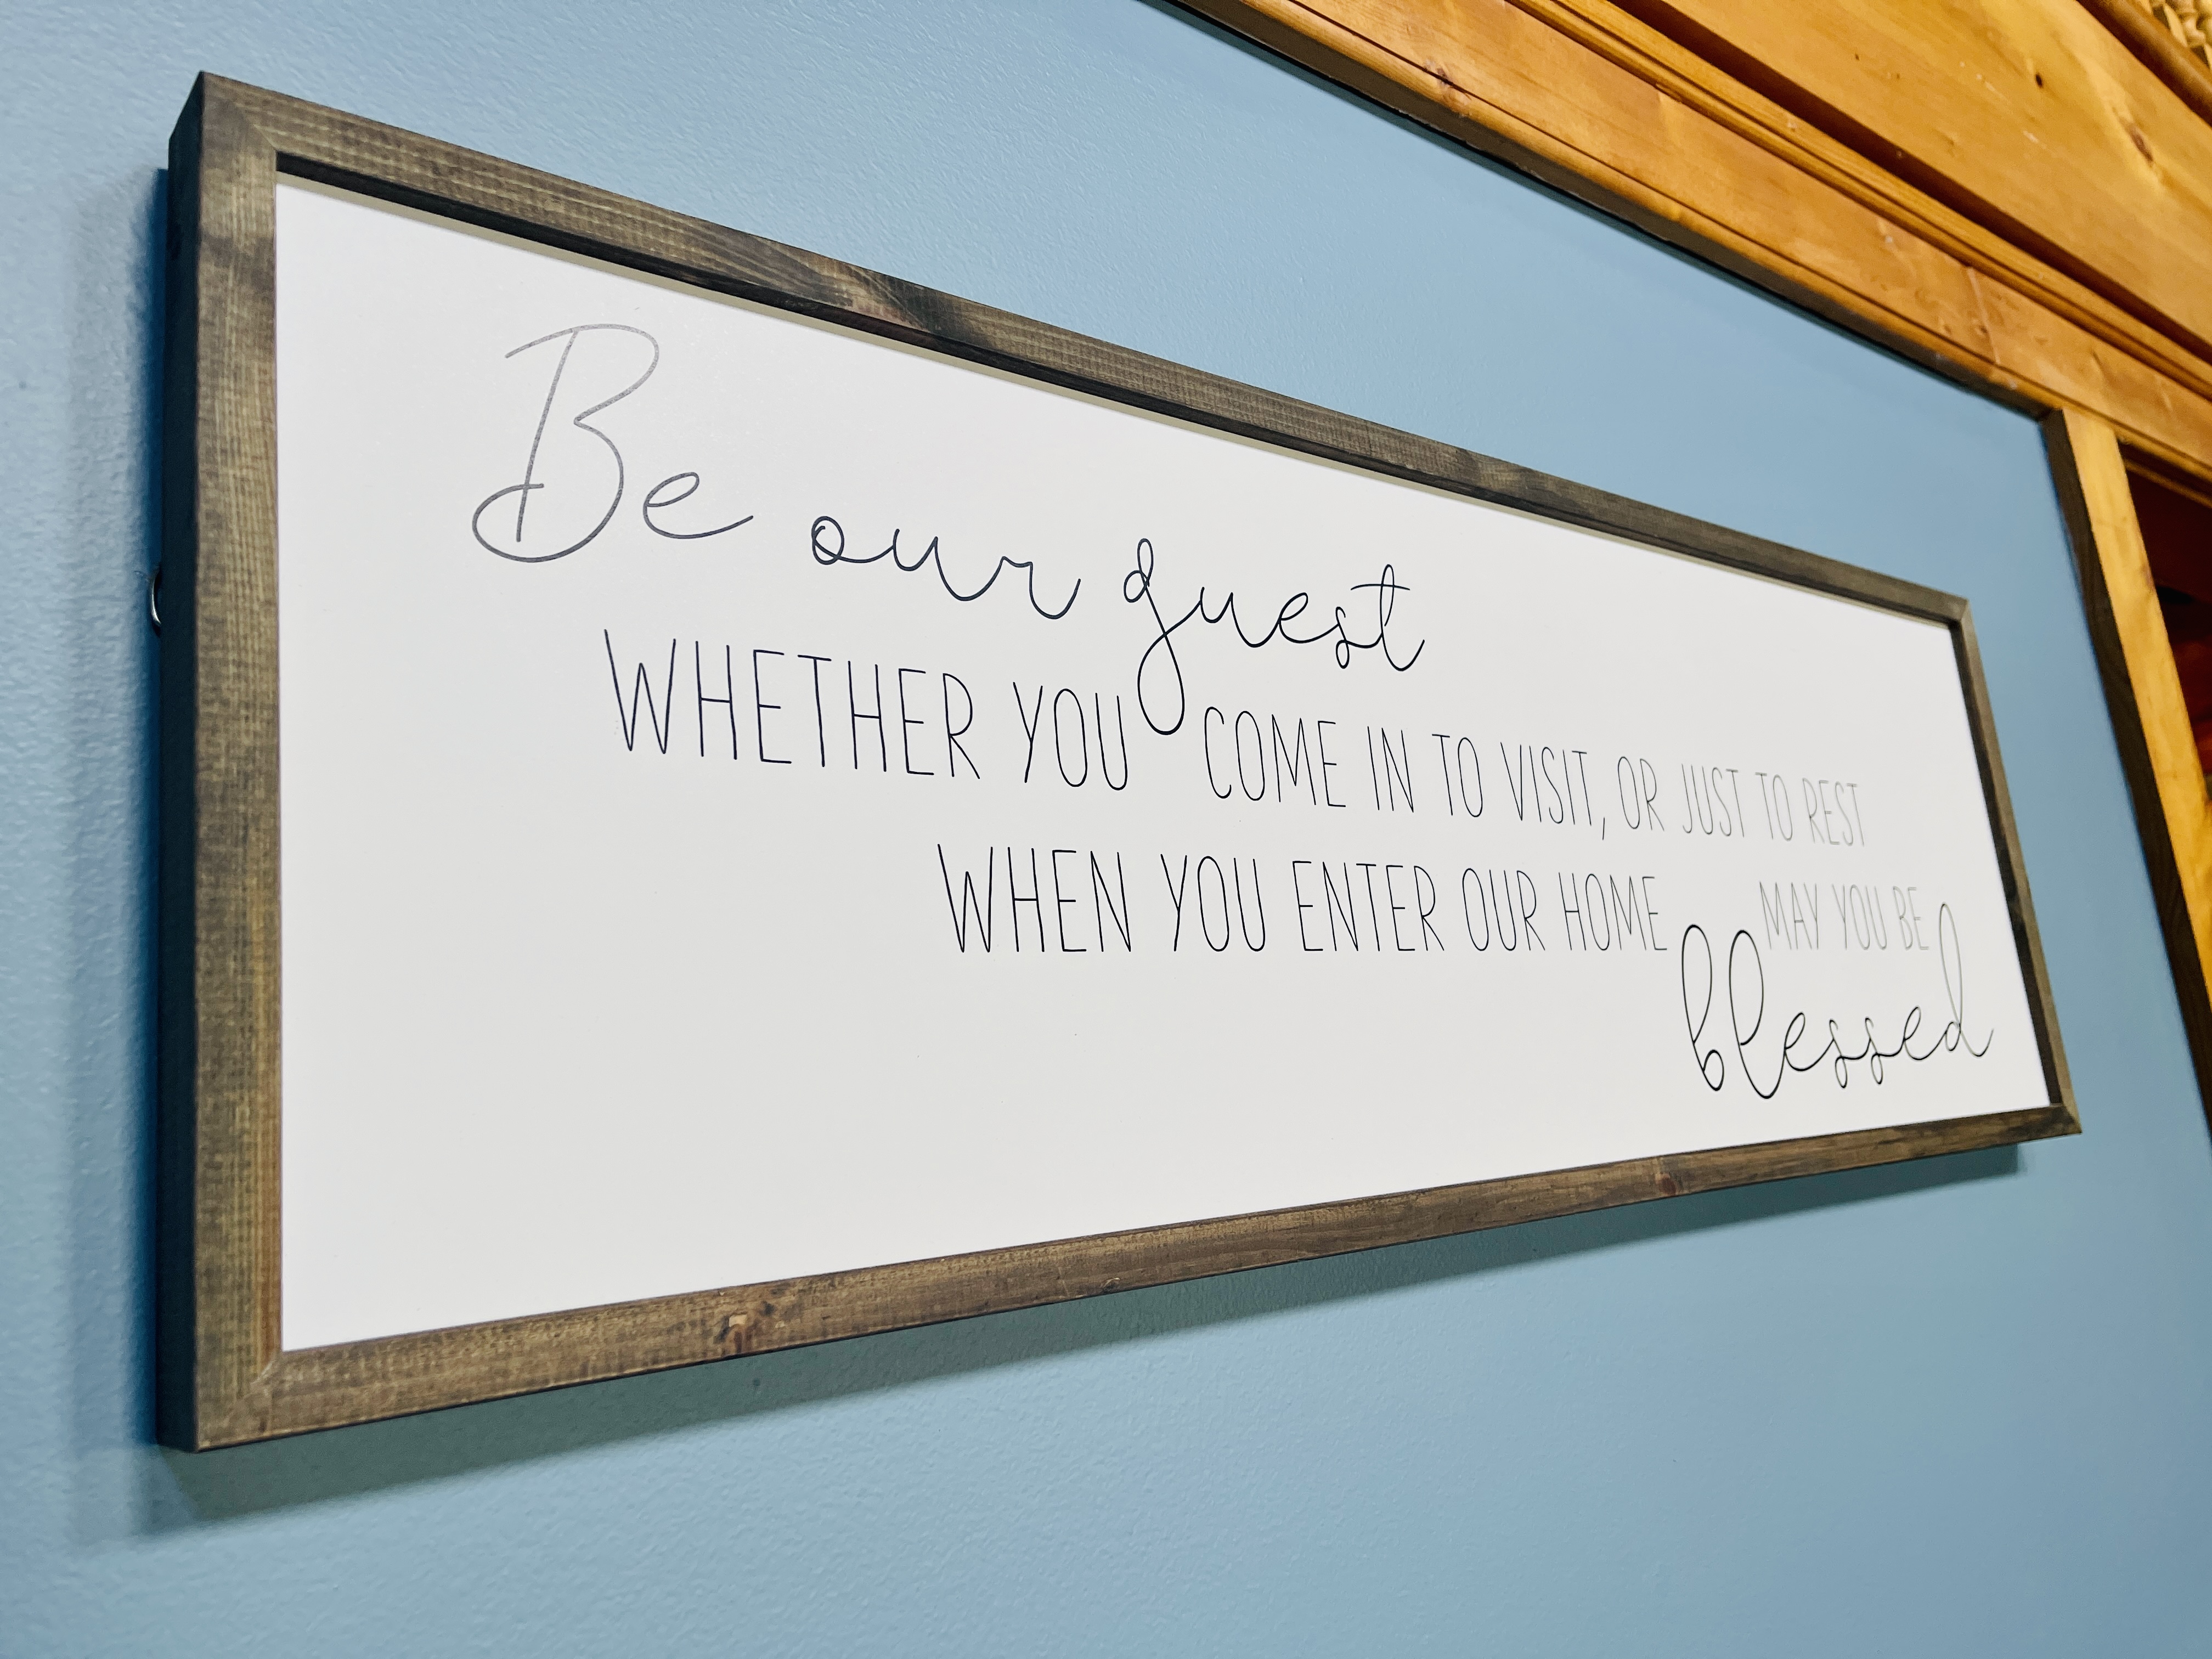 Be our guest
WHETHER YOU COME IN TO VISIT, OR JUST TO REST
WHEN YOU ENTER OUR HOME MAY YOU BE
blessed